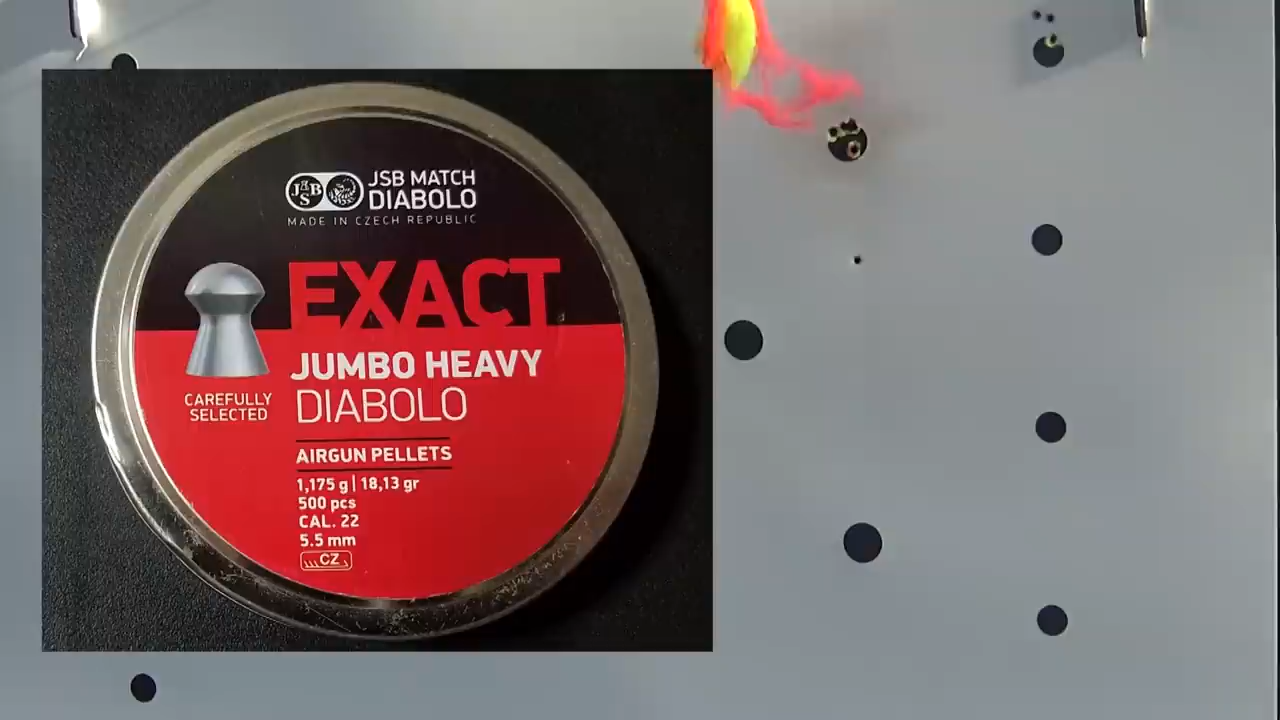 JSB
JSB MATCH
DIABOLO
MADE IN CZECH REPUBLIC
EXACT
JUMBO HEAVY
DIABOLO
CAREFULLY
SELECTED
AIRGUN PELLETS
1,175 g | 18,13 gr
500 pcs
CAL. 22
5.5 mm
CZ